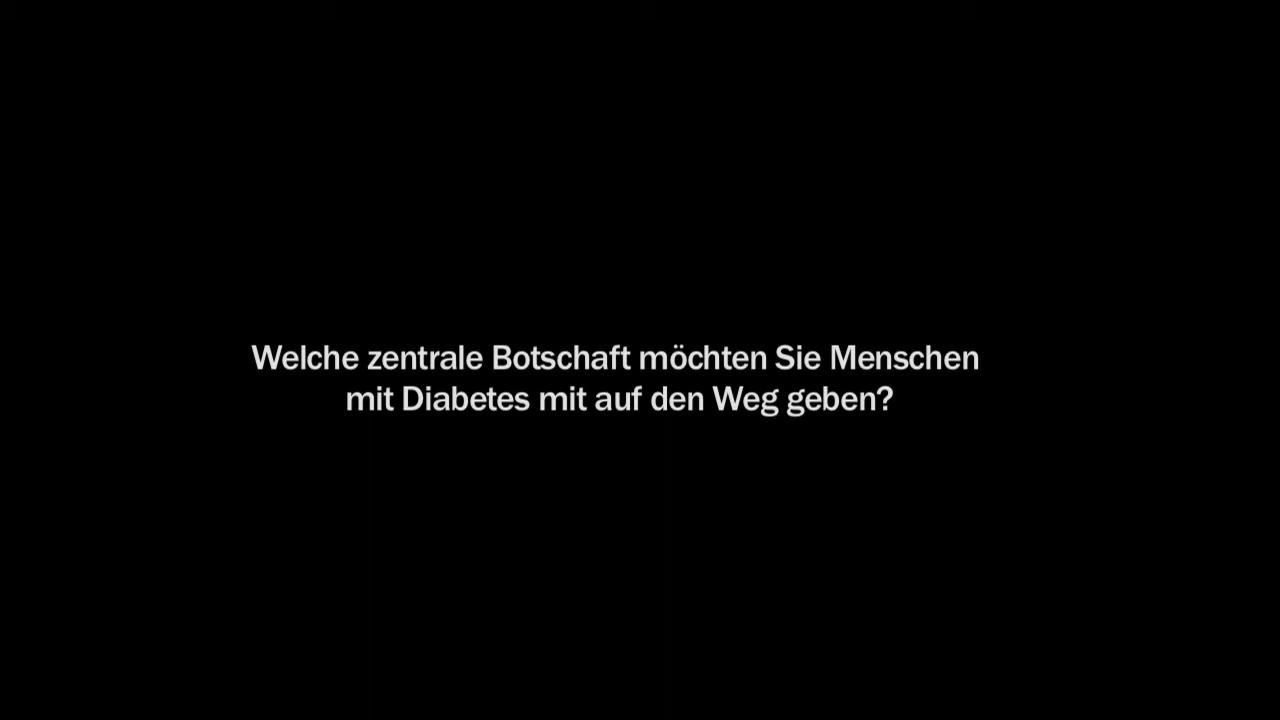 Welche zentrale Botschaft möchten Sie Menschen
mit Diabetes mit auf den Weg geben?